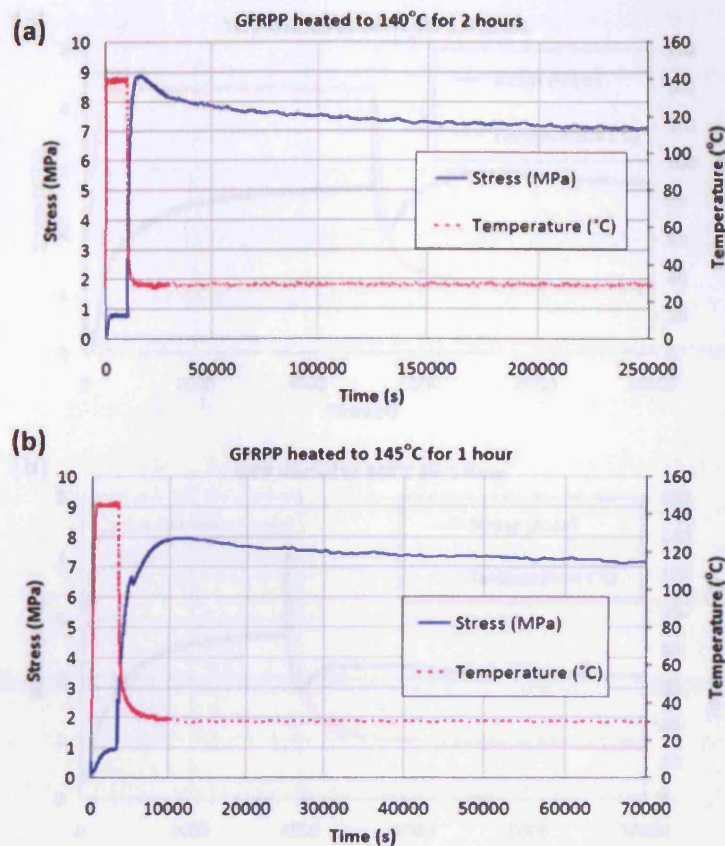 (a)
GFRPP heated to 140°C for 2 hours
10
9
8
7
6
5
4
3
2
1
0
Stress (MPa)
160
140
120
100
80
60
40
20
0
Temperature (°C)
Stress (MPa)
Temperature (°C)
0 50000 100000 150000 200000 250000
Time (s)
(b)
GFRPP heated to 145°C for 1 hour
10
9
8
7
6
5
4
3
2
1
0
Stress (MPa)
160
140
120
100
80
60
40
20
0
Temperature (°C)
Stress (MPa)
Temperature (°C)
0 10000 20000 30000 40000 50000 60000 70000
Time (s)